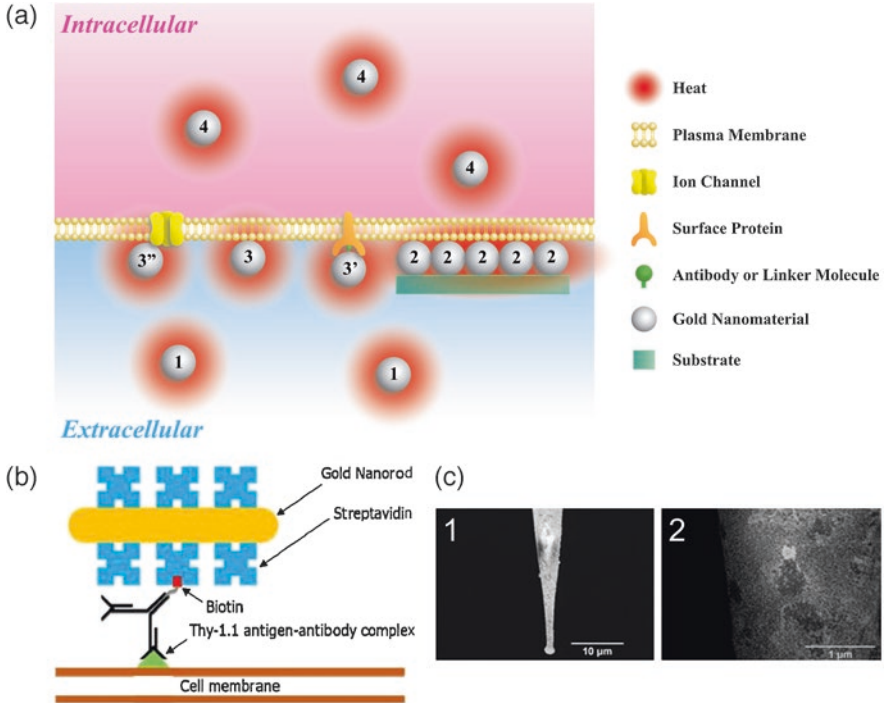 (a)
Intracellular
4
4
4
3”
3
3’
2 2 2 2 2
1
1
Extracellular
Heat
Plasma Membrane
Ion Channel
Surface Protein
Antibody or Linker Molecule
Gold Nanomaterial
Substrate
(b)
Gold Nanorod
Streptavidin
Biotin
Thy-1.1 antigen-antibody complex
Cell membrane
(c)
1
10 μm
2
1 μm